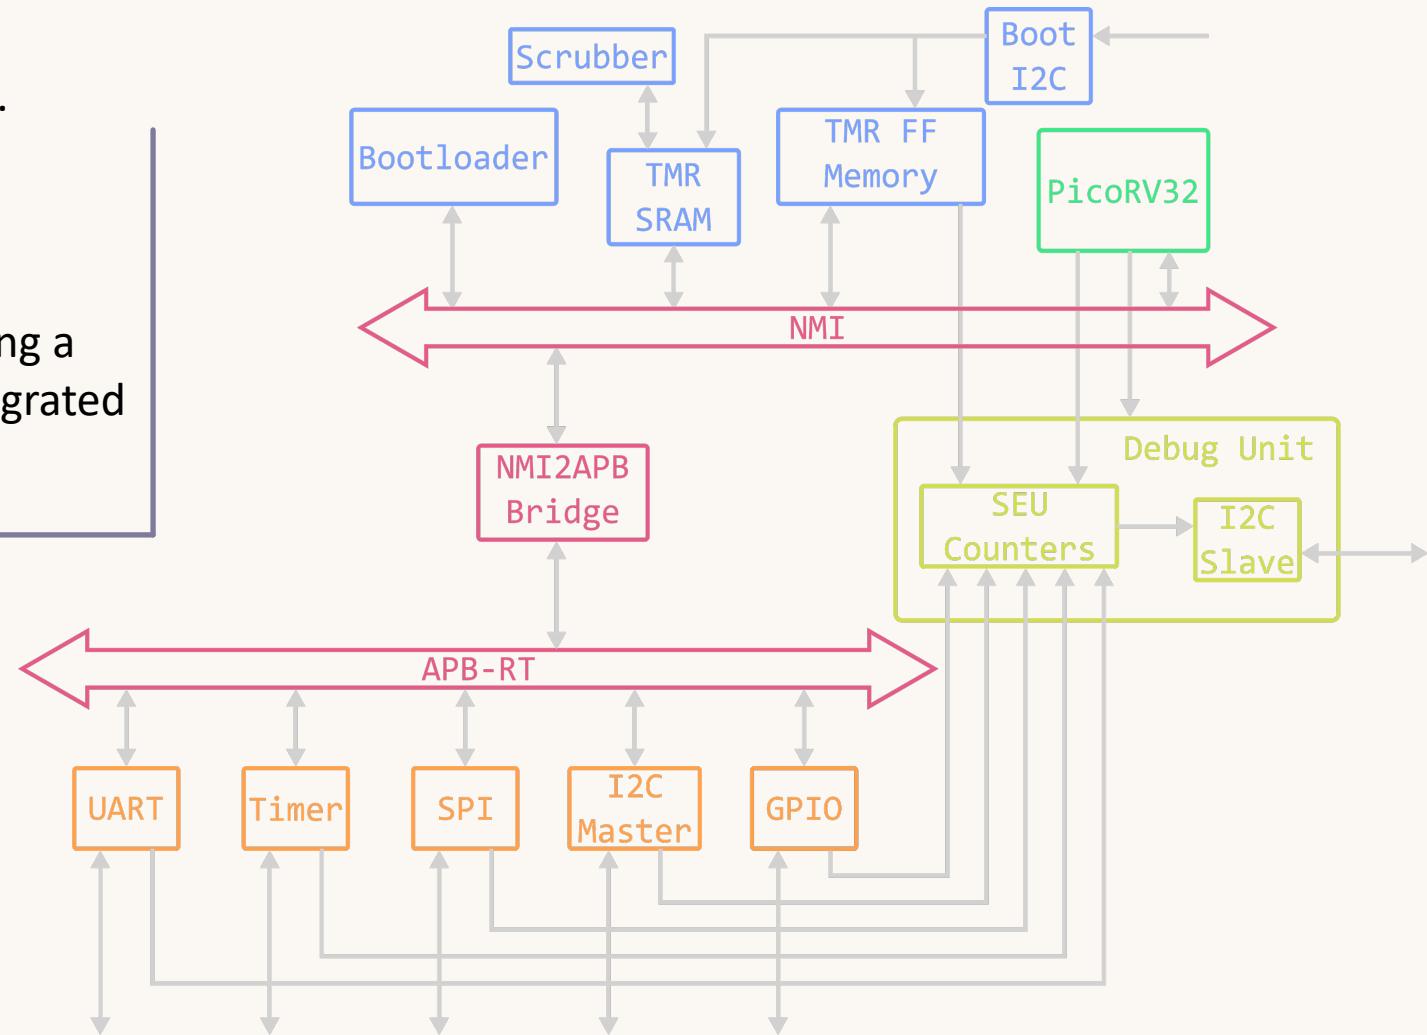 .
ng a
grated
Boot
I2C
Scrubber
Bootloader
TMR
SRAM
TMR FF
Memory
PicoRV32
NMI
NMI2APB
Bridge
Debug Unit
SEU
Counters
I2C
Slave
APB-RT
UART
Timer
SPI
I2C
Master
GPIO